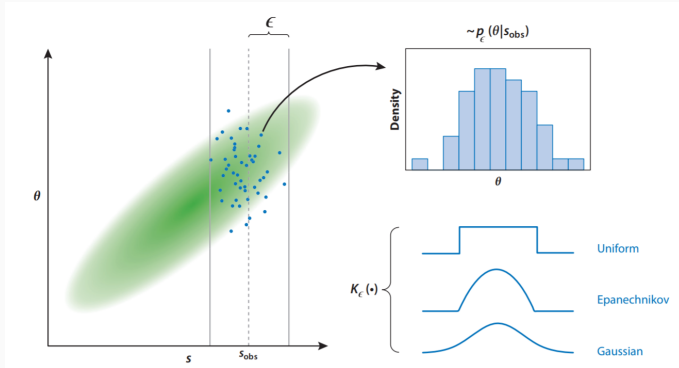 ϵ
θ
s
s_obs
~p_ϵ (θ|s_obs)
Density
θ
K_ϵ (•)
Uniform
Epanechnikov
Gaussian